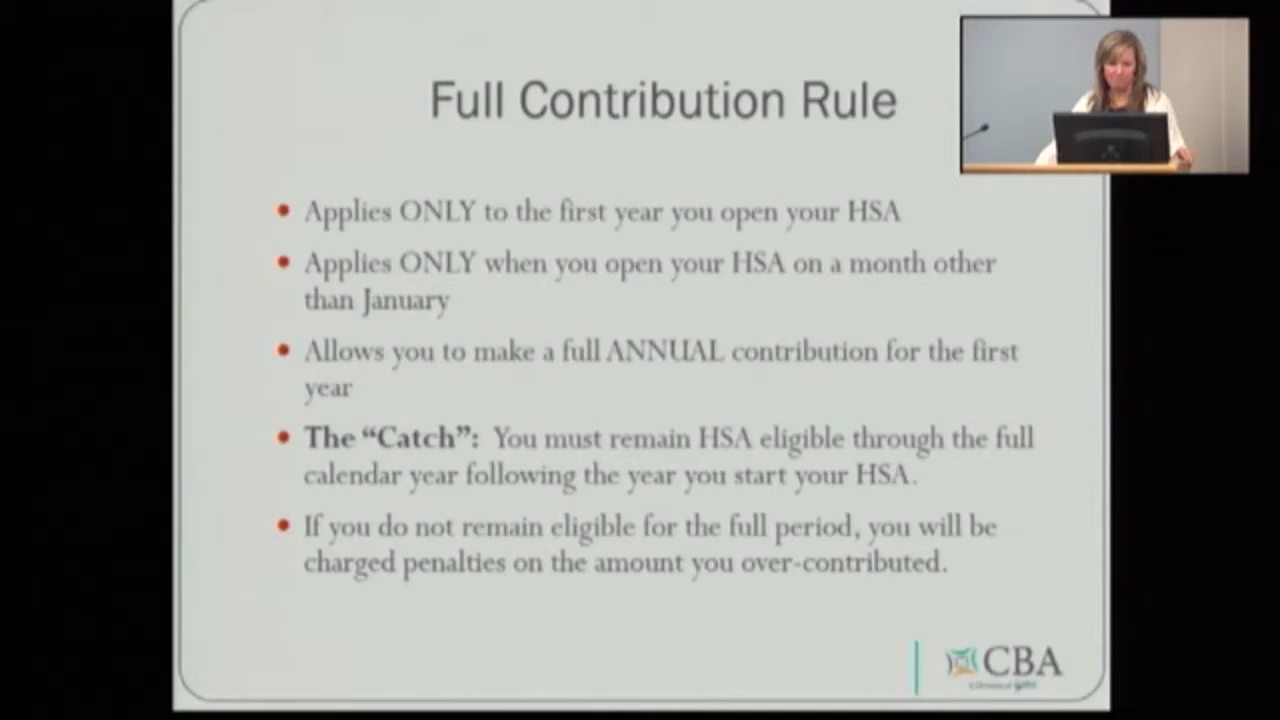 Full Contribution Rule
Applies ONLY to the first year you open your HSA
Applies ONLY when you open your HSA on a month other
than January
Allows you to make a full ANNUAL contribution for the first
year
The “Catch”: You must remain HSA eligible through the full
calendar year following the year you start your HSA.
If you do not remain eligible for the full period, you will be
charged penalties on the amount you over-contributed.
CBA